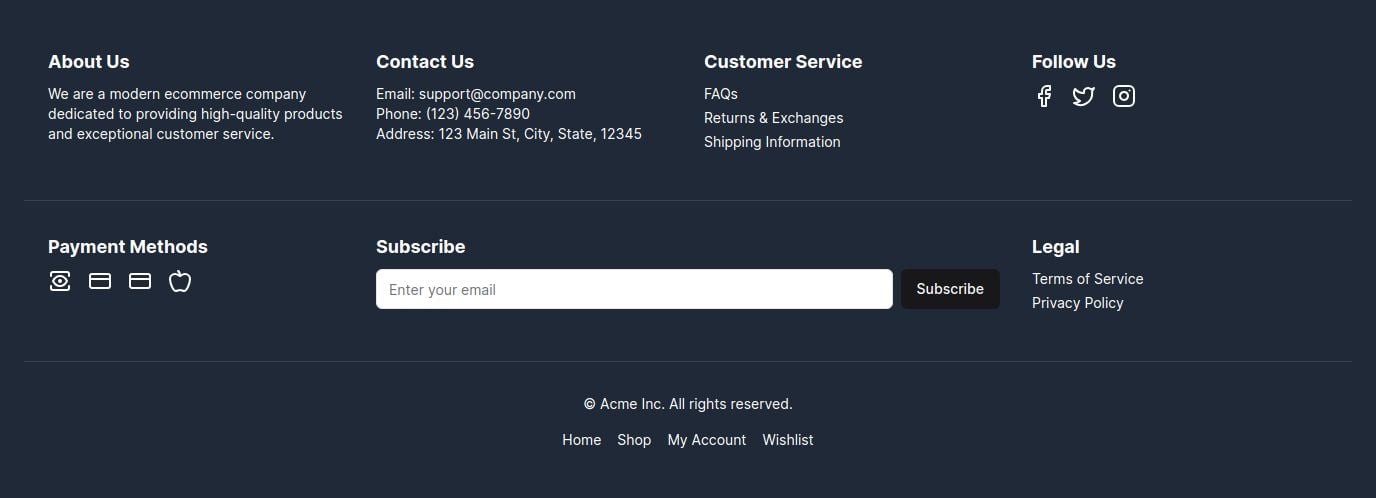 About Us
We are a modern ecommerce company
dedicated to providing high-quality products
and exceptional customer service.
Contact Us
Email: support@company.com
Phone: (123) 456-7890
Address: 123 Main St, City, State, 12345
Customer Service
FAQs
Returns & Exchanges
Shipping Information
Follow Us
Payment Methods
Subscribe
Enter your email
Subscribe
Legal
Terms of Service
Privacy Policy
© Acme Inc. All rights reserved.
Home Shop My Account Wishlist